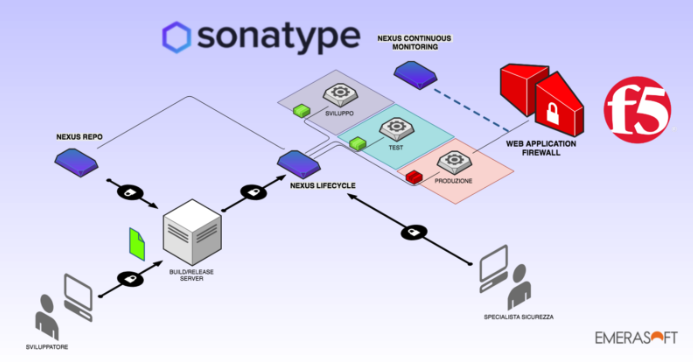 sonatype
NEXUS CONTINUOUS
MONITORING
f5
SVILUPPO
TEST
WEB APPLICATION
FIREWALL
NEXUS REPO
PRODUZIONE
NEXUS LIFECYCLE
BUILD/RELEASE
SERVER
SPECIALISTA SICUREZZA
SVILUPPATORE
EMERASOFT